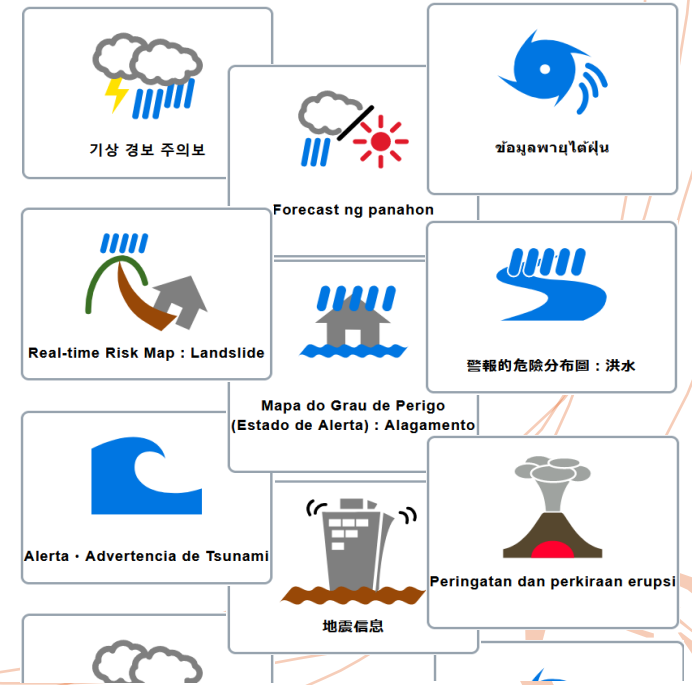 기상 경보 주의보
Forecast ng panahon
ข้อมูลพายุไต้ฝุ่น
Real-time Risk Map : Landslide
Mapa do Grau de Perigo
(Estado de Alerta) : Alagamento
警報的危險分布圖 : 洪水
Alerta・Advertencia de Tsunami
地震信息
Peringatan dan perkiraan erupsi